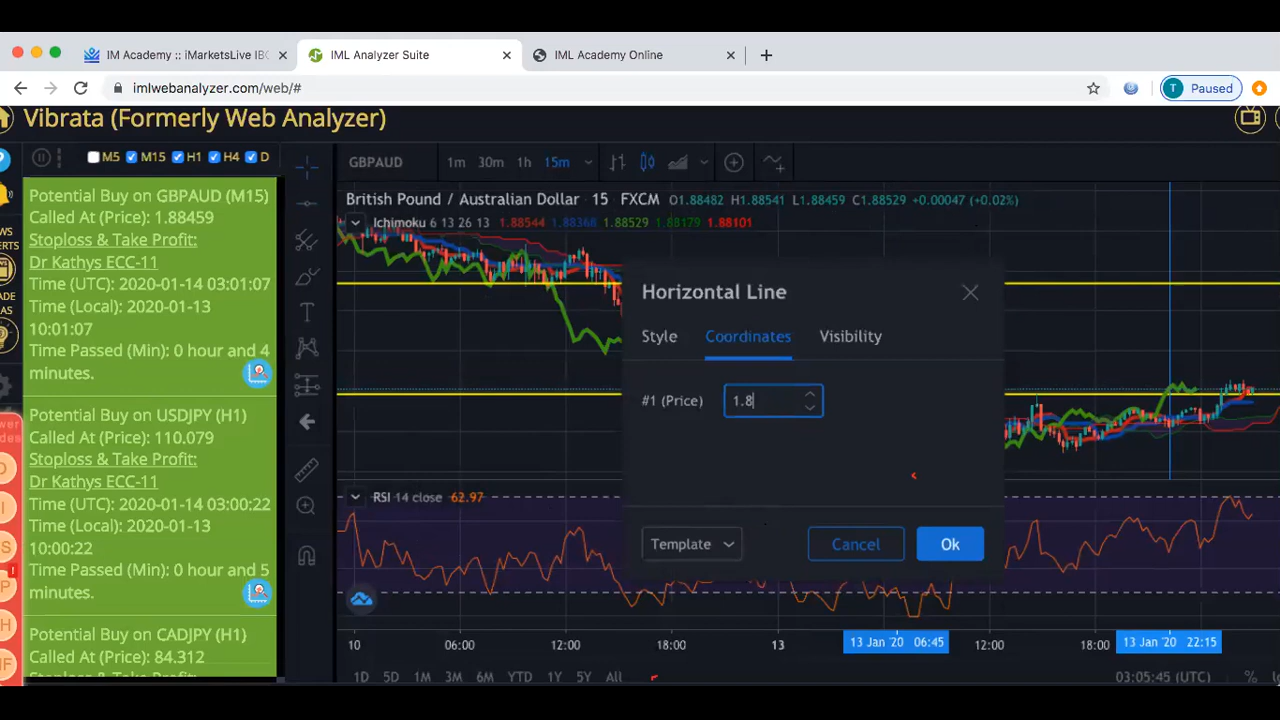 IM Academy :: iMarketsLive IBC
IML Analyzer Suite
IML Academy Online
imlwebanalyzer.com/web/#
T Paused
Vibrata (Formerly Web Analyzer)
M5 M15 H1 H4 D
GBPAUD 1m 30m 1h 15m
British Pound / Australian Dollar · 15 · FXCM O1.88482 H1.88541 L1.88459 C1.88529 +0.00047 (+0.02%)
Ichimoku 6 13 26 13 1.88544 1.88368 1.88529 1.88179 1.88101
Potential Buy on GBPAUD (M15)
Called At (Price): 1.88459
Stoploss & Take Profit:
Dr Kathys ECC-11
Time (UTC): 2020-01-14 03:01:07
Time (Local): 2020-01-13
10:01:07
Time Passed (Min): 0 hour and 4
minutes.
Potential Buy on USDJPY (H1)
Called At (Price): 110.079
Stoploss & Take Profit:
Dr Kathys ECC-11
Time (UTC): 2020-01-14 03:00:22
Time (Local): 2020-01-13
10:00:22
Time Passed (Min): 0 hour and 5
minutes.
Potential Buy on CADJPY (H1)
Called At (Price): 84.312
Horizontal Line
Style Coordinates Visibility
#1 (Price) 1.8
Template Cancel Ok
RSI 14 close 62.97
10 06:00 12:00 18:00 13 13 Jan '20 06:45 12:00 18:00 13 Jan '20 22:15
1D 5D 1M 3M 6M YTD 1Y 5Y All 03:05:45 (UTC) %